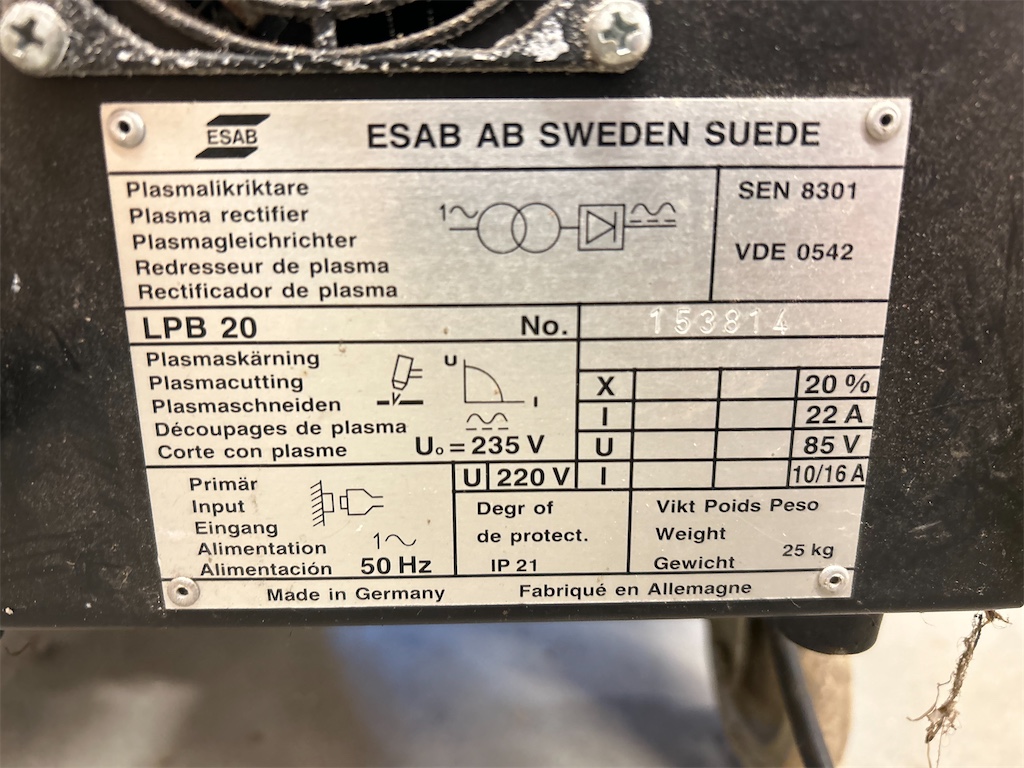 ESAB
ESAB AB SWEDEN SUEDE
Plasmalikriktare
Plasma rectifier
Plasmagleichrichter
Redresseur de plasma
Rectificador de plasma
1~
SEN 8301
VDE 0542
LPB 20 No. 153814
Plasmaskärning
Plasmacutting
Plasmaschneiden
Découpages de plasma
Corte con plasme
U
I
U₀ = 235 V
X 20 %
I 22 A
U 85 V
U 220 V I 10/16 A
Primär
Input
Eingang
Alimentation
Alimentación
1~
50 Hz
Degr of
de protect.
IP 21
Vikt Poids Peso
Weight
Gewicht
25 kg
Made in Germany Fabriqué en Allemagne